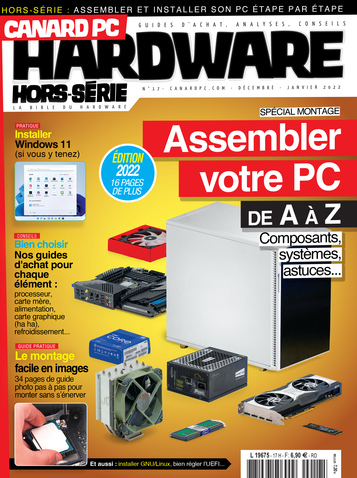 HORS-SÉRIE : ASSEMBLER ET INSTALLER SON PC ÉTAPE PAR ÉTAPE
CANARD PC
GUIDES D'ACHAT, ANALYSES, CONSEILS
HARDWARE
HORS-SÉRIE
LA BIBLE DU HARDWARE
CANARDPC.COM - DÉCEMBRE - JANVIER 2022
SPÉCIAL MONTAGE
Assembler
votre PC
DE A À Z
Composants,
systèmes,
astuces...
PRATIQUE
Installer
Windows 11
(si vous y tenez)
ÉDITION
2022
16 PAGES
DE PLUS
CONSEILS
Bien choisir
Nos guides
d'achat pour
chaque
élément :
processeur,
carte mère,
alimentation,
carte graphique
(ha ha),
refroidissement...
GUIDE PRATIQUE
Le montage
facile en images
34 pages de guide
photo pas à pas pour
monter sans s'énerver
CORE
Et aussi : installer GNU/Linux, bien régler l'UEFI...
L 19675 - 17 H - F: 6,90 € - RD